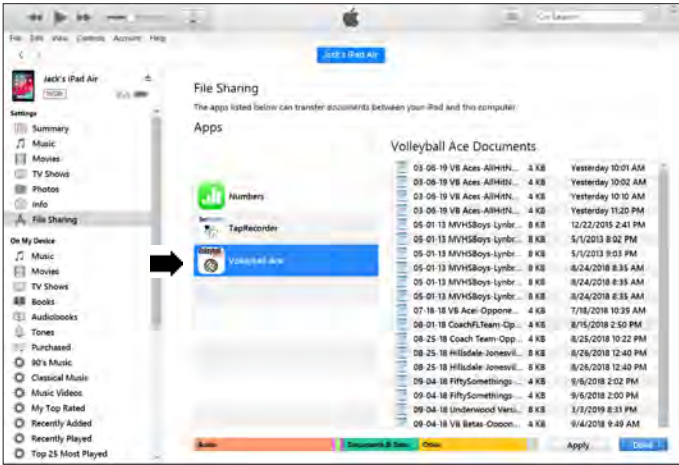 File Edit View Controls Account Help
Jack's iPad Air
Jack's iPad Air
Settings
Summary
Music
Movies
TV Shows
Photos
Info
File Sharing
On My Device
Music
Movies
TV Shows
Books
Audiobooks
Tones
Purchased
90's Music
Classical Music
Music Videos
My Top Rated
Recently Added
Recently Played
Top 25 Most Played
File Sharing
The apps listed below can transfer documents between your iPad and this computer.
Apps
Numbers
TapRecorder
Volleyball Ace
Volleyball Ace Documents
03-06-19 VB Aces-AllHitN... 4 KB Yesterday 10:01 AM
03-06-19 VB Aces-AllHitN... 4 KB Yesterday 10:02 AM
03-06-19 VB Aces-AllHitN... 4 KB Yesterday 10:10 AM
03-06-19 VB Aces-AllHitN... 4 KB Yesterday 11:20 PM
05-01-13 MVHSBoys-Lynbr... 8 KB 12/22/2015 2:41 PM
05-01-13 MVHSBoys-Lynbr... 8 KB 5/1/2013 8:02 PM
05-01-13 MVHSBoys-Lynbr... 8 KB 5/1/2013 9:03 PM
05-01-13 MVHSBoys-Lynbr... 8 KB 8/24/2018 8:35 AM
05-01-13 MVHSBoys-Lynbr... 8 KB 8/24/2018 8:35 AM
05-01-13 MVHSBoys-Lynbr... 8 KB 8/24/2018 8:35 AM
07-18-18 VB Ace-Oppone... 4 KB 7/18/2018 10:39 AM
08-01-18 CoachFLTeam-Op... 4 KB 8/15/2018 2:50 PM
08-25-18 Coach Team-Opp... 4 KB 8/25/2018 10:22 PM
08-25-18 Hillsdale-Jonesvil... 8 KB 8/26/2018 12:40 PM
08-25-18 Hillsdale-Jonesvil... 8 KB 8/26/2018 12:40 PM
09-04-18 FiftySomethings-... 4 KB 9/6/2018 2:02 PM
09-04-18 FiftySomethings-... 4 KB 9/6/2018 2:00 PM
09-04-18 Underwood Varsi... 8 KB 3/3/2019 8:31 PM
09-04-18 VB Betas-Oppon... 4 KB 9/4/2018 9:49 AM
Audio Documents & Data Other Apply Done